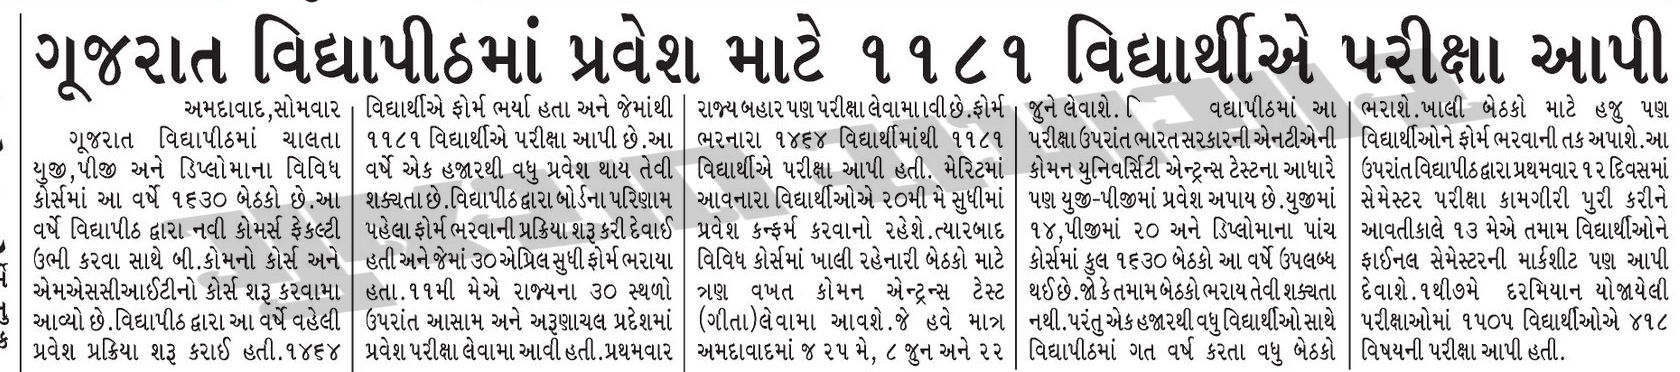 ગૂજરાત વિદ્યાપીઠમાં પ્રવેશ માટે ૧૧૮૧ વિદ્યાર્થીએ પરીક્ષા આપી
અમદાવાદ,સોમવાર
ગૂજરાત વિદ્યાપીઠમાં ચાલતા
યુજી,પીજી અને ડિપ્લોમાના વિવિધ
કોર્સમાં આ વર્ષે ૧૬૩૦ બેઠકો છે.આ
વર્ષે વિદ્યાપીઠ દ્વારા નવી કોમર્સ ફેકલ્ટી
ઉભી કરવા સાથે બી.કોમનો કોર્સ અને
એમએસસીઆઈટીનો કોર્સ શરૂ કરવામા
આવ્યો છે.વિદ્યાપીઠ દ્વારા આ વર્ષે વહેલી
પ્રવેશ પ્રક્રિયા શરૂ કરાઈ હતી.૧૪૬૪
વિદ્યાર્થીએ ફોર્મ ભર્યા હતા અને જેમાંથી
૧૧૮૧ વિદ્યાર્થીએ પરીક્ષા આપી છે.આ
વર્ષે એક હજારથી વધુ પ્રવેશ થાય તેવી
શક્યતા છે.વિદ્યાપીઠ દ્વારા બોર્ડના પરિણામ
પહેલા ફોર્મ ભરવાની પ્રક્રિયા શરૂ કરી દેવાઈ
હતી અને જેમાં ૩૦ એપ્રિલ સુધી ફોર્મ ભરાયા
હતા.૧૧મી મેએ રાજ્યના ૩૦ સ્થળો
ઉપરાંત આસામ અને અરૂણાચલ પ્રદેશમાં
પ્રવેશ પરીક્ષા લેવામા આવી હતી.પ્રથમવાર
રાજ્ય બહાર પણ પરીક્ષા લેવામાઆવી છે.ફોર્મ
ભરનારા ૧૪૬૪ વિદ્યાર્થીમાંથી ૧૧૮૧
વિદ્યાર્થીએ પરીક્ષા આપી હતી. મેરિટમાં
આવનારા વિદ્યાર્થીઓએ ૨૦મી મે સુધીમાં
પ્રવેશ કન્ફર્મ કરવાનો રહેશે.ત્યારબાદ
વિવિધ કોર્સમાં ખાલી રહેનારી બેઠકો માટે
ત્રણ વખત કોમન એન્ટ્રન્સ ટેસ્ટ
(ગીતા)લેવામા આવશે.જે હવે માત્ર
અમદાવાદમાં જ ૨૫ મે, ૮ જુન અને ૨૨
જુને લેવાશે. િ વદ્યાપીઠમાં આ
પરીક્ષા ઉપરાંત ભારત સરકારની એનટીએની
કોમન યુનિવર્સિટી એન્ટ્રન્સ ટેસ્ટના આધારે
પણ યુજી-પીજીમાં પ્રવેશ અપાય છે.યુજીમાં
૧૪,પીજીમાં ૨૦ અને ડિપ્લોમાના પાંચ
કોર્સમાં કુલ ૧૬૩૦ બેઠકો આ વર્ષે ઉપલબ્ધ
થઈ છે.જો કે તમામ બેઠકો ભરાય તેવી શક્યતા
નથી.પરંતુ એક હજારથી વધુ વિદ્યાર્થીઓ સાથે
વિદ્યાપીઠમાં ગત વર્ષ કરતા વધુ બેઠકો
ભરાશે.ખાલી બેઠકો માટે હજુ પણ
વિદ્યાર્થીઓને ફોર્મ ભરવાની તક અપાશે.આ
ઉપરાંત વિદ્યાપીઠ દ્વારા પ્રથમવાર ૧૨ દિવસમાં
સેમેસ્ટર પરીક્ષા કામગીરી પુરી કરીને
આવતીકાલે ૧૩ મેએ તમામ વિદ્યાર્થીઓને
ફાઈનલ સેમેસ્ટરની માર્કશીટ પણ આપી
દેવાશે.૧થી૭મે દરમિયાન યોજાયેલી
પરીક્ષાઓમાં ૧૫૦૫ વિદ્યાર્થીઓએ ૪૧૮
વિષયની પરીક્ષા આપી હતી.